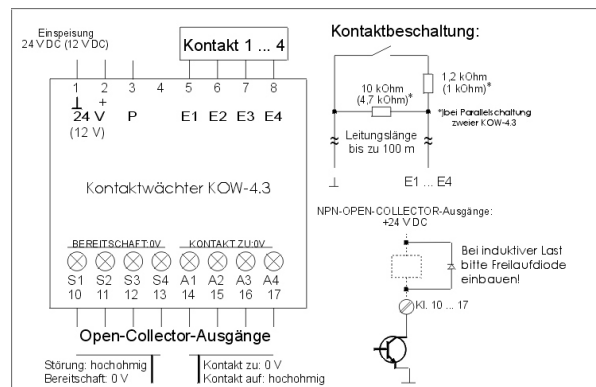 Einspeisung
24 V DC (12 V DC)
Kontakt 1 ... 4
1 2 3 4 5 6 7 8
⊥ + P E1 E2 E3 E4
24 V
(12 V)
Kontaktwächter KOW-4.3
BEREITSCHAFT:0V KONTAKT ZU:0V
S1 S2 S3 S4 A1 A2 A3 A4
10 11 12 13 14 15 16 17
Open-Collector-Ausgänge
Störung: hochohmig
Bereitschaft: 0 V
Kontakt zu: 0 V
Kontakt auf: hochohmig
Kontaktbeschaltung:
1,2 kOhm
(1 kOhm)*
10 kOhm
(4,7 kOhm)*
*)bei Parallelschaltung
zweier KOW-4.3
Leitungslänge
bis zu 100 m
⊥ E1 ... E4
NPN-OPEN-COLLECTOR-Ausgänge:
+24 V DC
Bei induktiver Last
bitte Freilaufdiode
einbauen!
Kl. 10 ... 17